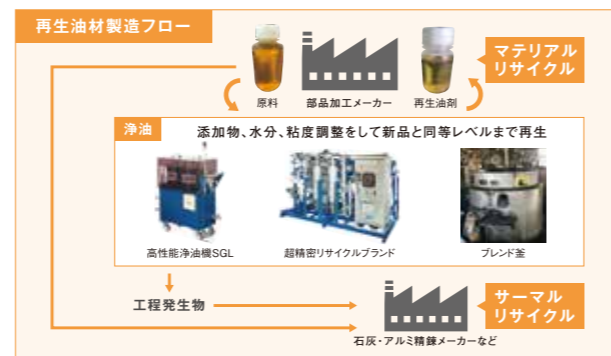 再生油材製造フロー
マテリアル
リサイクル
原料
部品加工メーカー
再生油剤
浄油
添加物、水分、粘度調整をして新品と同等レベルまで再生
高性能浄油機SGL
超精密リサイクルブランド
ブレンド釜
工程発生物
サーマル
リサイクル
石灰・アルミ精錬メーカーなど